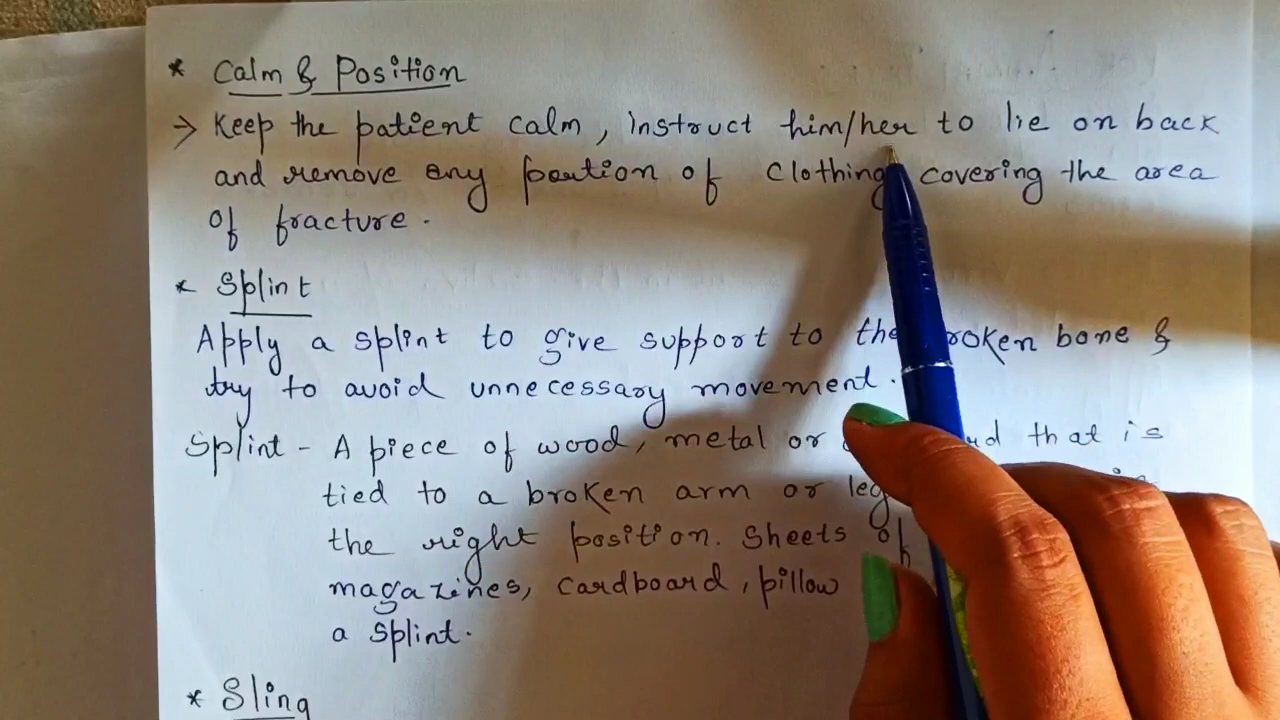 * Calm & Position
→ Keep the patient calm, instruct him/her to lie on back
and remove any portion of clothing covering the area
of fracture.
* Splint
Apply a splint to give support to the broken bone &
try to avoid unnecessary movement.
Splint - A piece of wood, metal or that is
tied to a broken arm or leg
the right position. Sheets of
magazines, cardboard, pillow
a splint.
* Sling